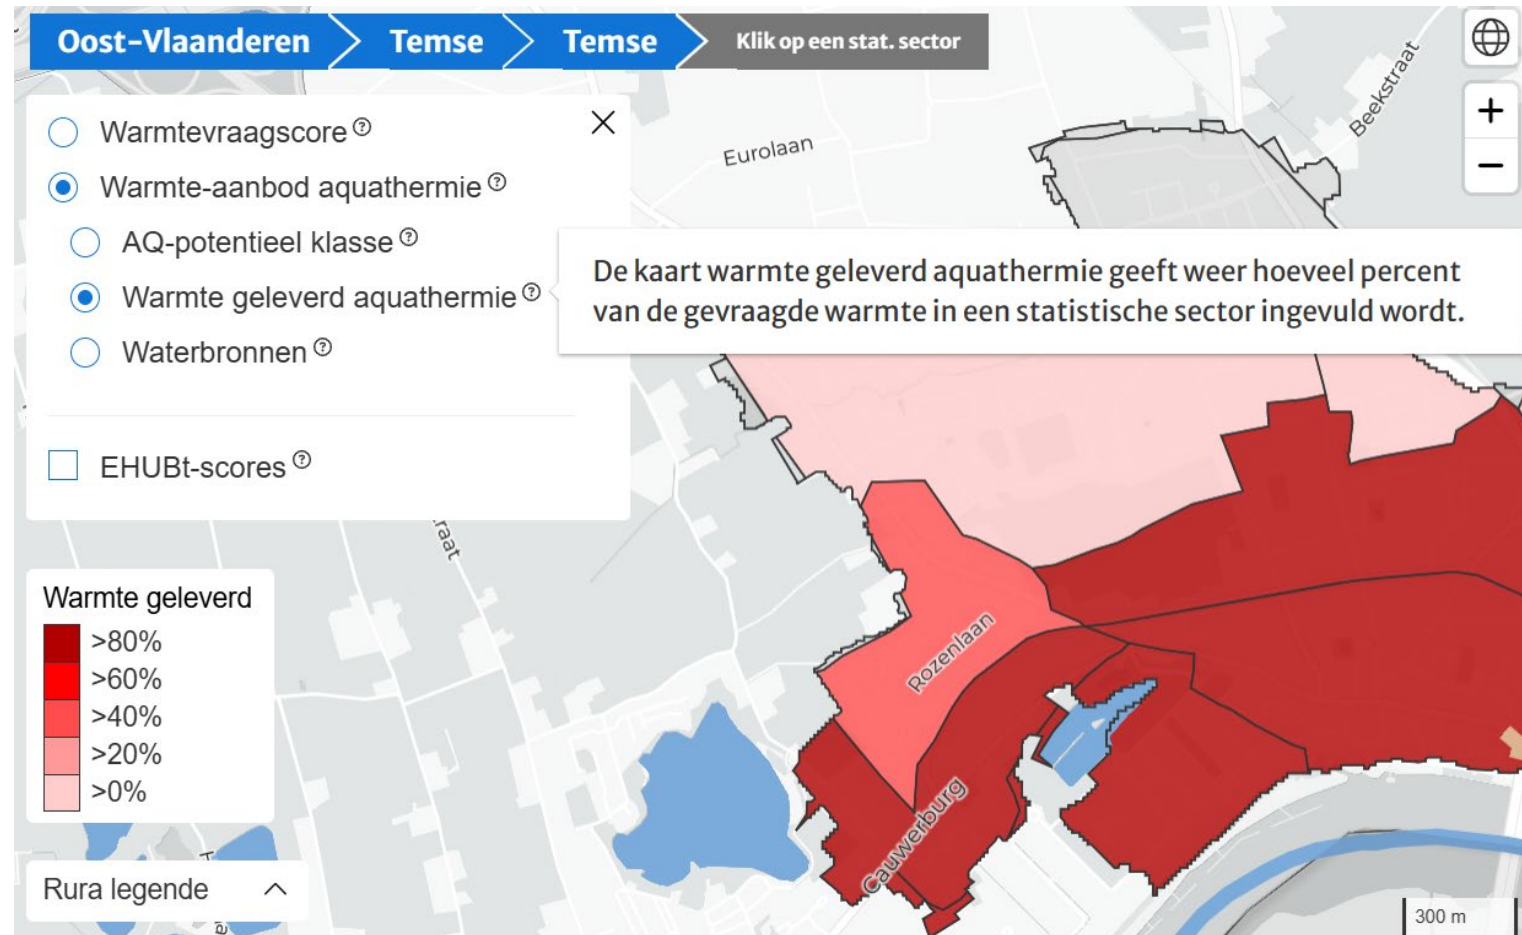 Oost-Vlaanderen
Temse
Temse
Klik op een stat. sector
Warmtevraagscore
Warmte-aanbod aquathermie
AQ-potentieel klasse
Warmte geleverd aquathermie
Waterbronnen
EHUBt-scores
De kaart warmte geleverd aquathermie geeft weer hoeveel percent
van de gevraagde warmte in een statistische sector ingevuld wordt.
+
−
Beekstraat
Eurolaan
raat
Rozenlaan
Cauwerburg
Warmte geleverd
>80%
>60%
>40%
>20%
>0%
Rura legende
300 m